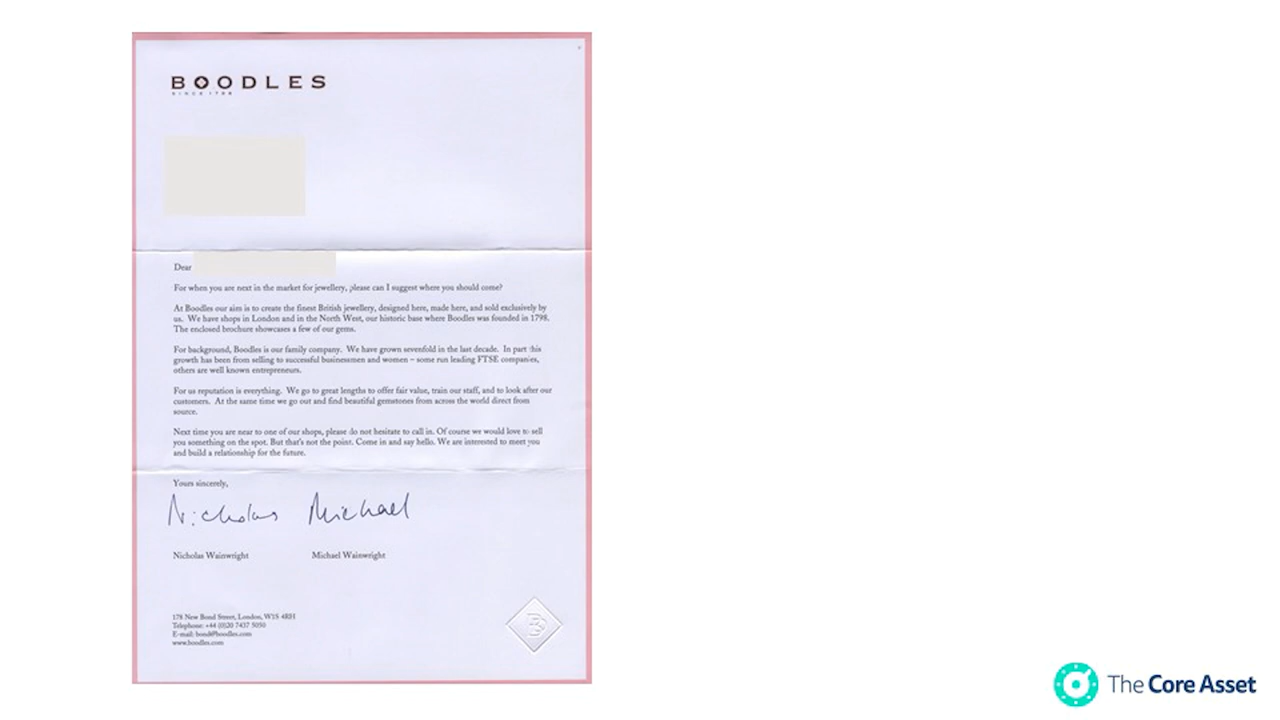 BOODLES
SINCE 1798
Dear
For when you are next in the market for jewellery, please can I suggest where you should come?
At Boodles our aim is to create the finest British jewellery, designed here, made here, and sold exclusively by
us. We have shops in London and in the North West, our historic base where Boodles was founded in 1798.
The enclosed brochure showcases a few of our gems.
For background, Boodles is our family company. We have grown sevenfold in the last decade. In part this
growth has been from selling to successful businessmen and women – some run leading FTSE companies,
others are well known entrepreneurs.
For us reputation is everything. We go to great lengths to offer fair value, train our staff, and to look after our
customers. At the same time we go out and find beautiful gemstones from across the world direct from
source.
Next time you are near to one of our shops, please do not hesitate to call in. Of course we would love to sell
you something on the spot. But that's not the point. Come in and say hello. We are interested to meet you
and build a relationship for the future.
Yours sincerely,
Nicholas Michael
Nicholas Wainwright Michael Wainwright
178 New Bond Street, London, W1S 4RH
Telephone: +44 (0)20 7437 5050
E-mail: bond@boodles.com
www.boodles.com
B
The Core Asset